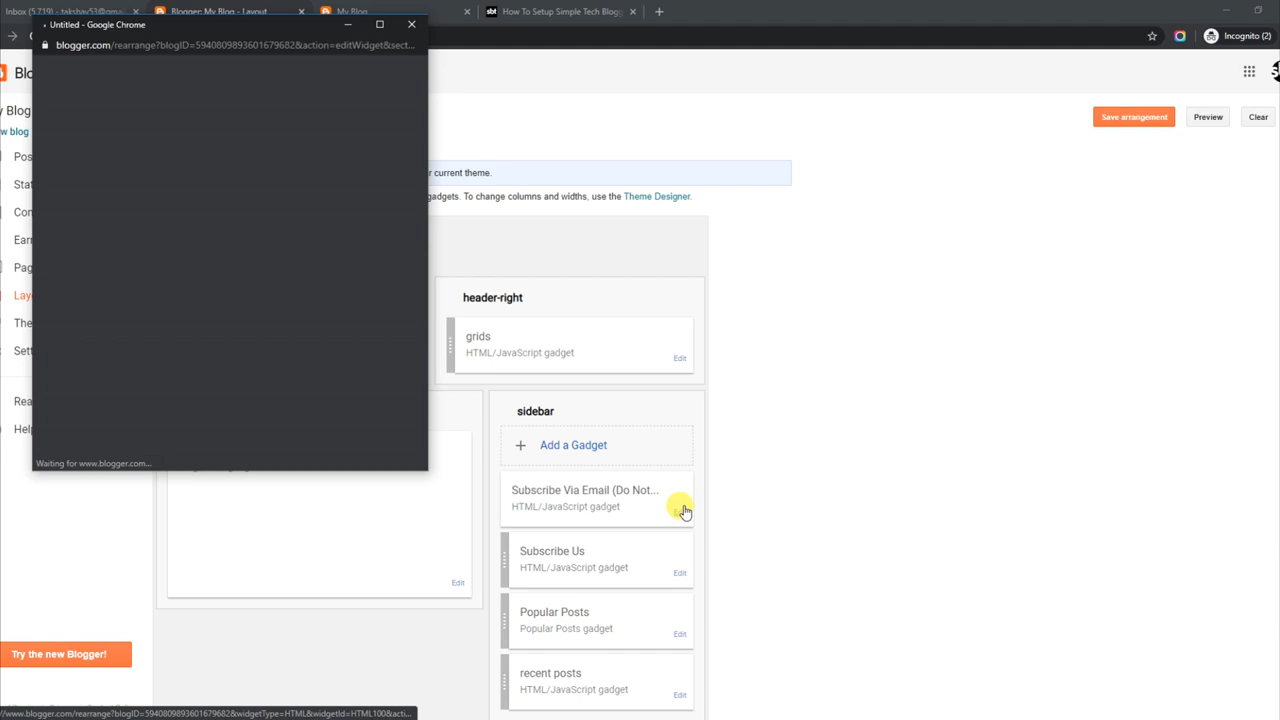 Inbox (5,719) - takshay53@gma
Blogger: My Blog - Layout
My Blog
How To Setup Simple Tech Blogg
Untitled - Google Chrome
blogger.com/rearrange?blogID=5940809893601679682&action=editWidget&sect...
Incognito (2)
Blo
y Blog
w blog
Save arrangement
Preview
Clear
Pos
r current theme.
Stat
gadgets. To change columns and widths, use the Theme Designer.
Con
Earr
Pag
Layo
header-right
The
grids
HTML/JavaScript gadget
Edit
Sett
Rea
Help
sidebar
Add a Gadget
Waiting for www.blogger.com...
Subscribe Via Email (Do Not...
HTML/JavaScript gadget
Subscribe Us
HTML/JavaScript gadget
Edit
Edit
Popular Posts
Popular Posts gadget
Edit
Try the new Blogger!
recent posts
HTML/JavaScript gadget
Edit
//www.blogger.com/rearrange?blogID=5940809893601679682&widgetType=HTML&widgetId=HTML100&acti...